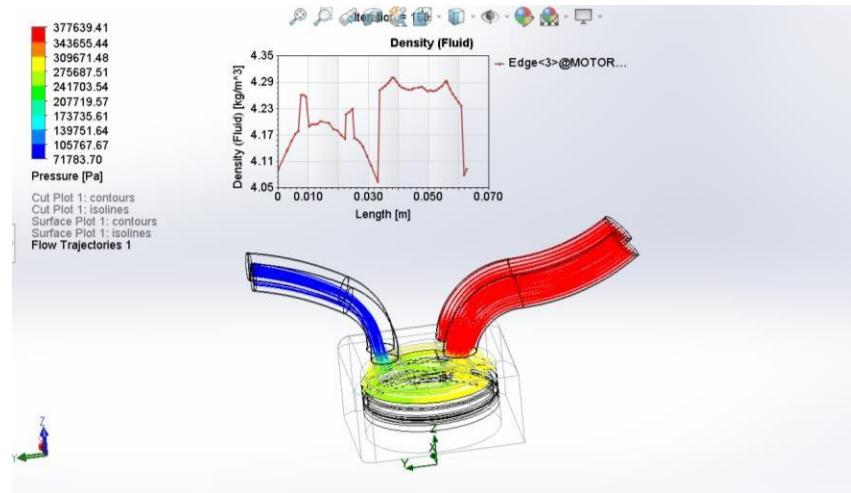 Iteration = 160
377639.41
343655.44
309671.48
275687.51
241703.54
207719.57
173735.61
139751.64
105767.67
71783.70
Pressure [Pa]
Cut Plot 1: contours
Cut Plot 1: isolines
Surface Plot 1: contours
Surface Plot 1: isolines
Flow Trajectories 1
Density (Fluid)
4.35
4.29
4.23
4.17
4.11
4.05
Density (Fluid) [kg/m^3]
0 0.010 0.030 0.050 0.070
Length [m]
Edge<3>@MOTOR...
Z
Y
Z
X
Y